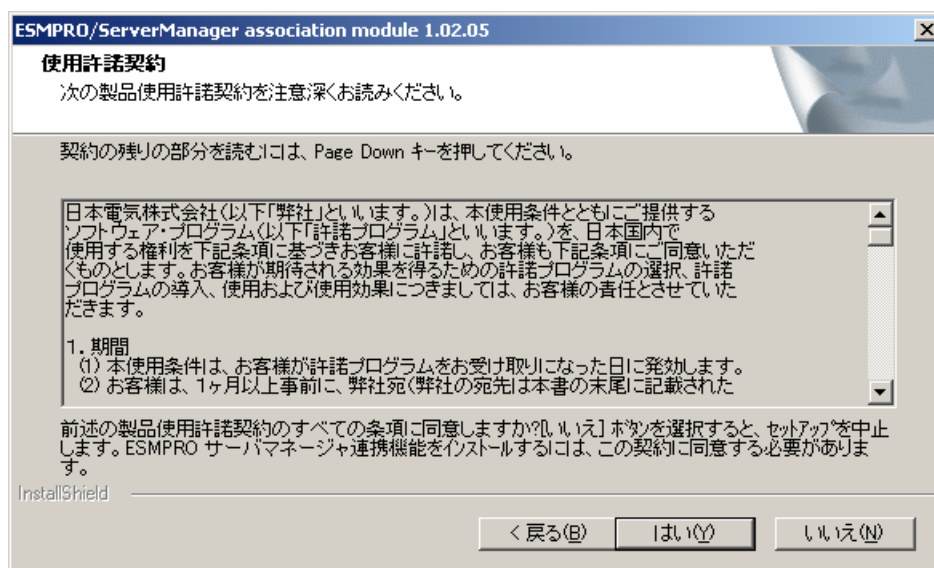 ESMPRO/ServerManager association module 1.02.05
使用許諾契約
次の製品使用許諾契約を注意深くお読みください。
契約の残りの部分を読むには、Page Down キーを押してください。
日本電気株式会社(以下「弊社」といいます。)は、本使用条件とともにご提供する
ソフトウェア・プログラム(以下「許諾プログラム」といいます。)を、日本国内で
使用する権利を下記条項に基づきお客様に許諾し、お客様も下記条項にご同意いただ
くものとします。お客様が期待される効果を得るための許諾プログラムの選択、許諾
プログラムの導入、使用および使用効果につきましては、お客様の責任とさせていた
だきます。
1. 期間
(1) 本使用条件は、お客様が許諾プログラムをお受け取りになった日に発効します。
(2) お客様は、1ヶ月以上事前に、弊社宛(弊社の宛先は本書の末尾に記載された
前述の製品使用許諾契約のすべての条項に同意しますか?[いいえ] ボタンを選択すると、セットアップを中止
します。ESMPRO サーバマネージャ連携機能をインストールするには、この契約に同意する必要がありま
す。
InstallShield
< 戻る(B)
はい(Y)
いいえ(N)